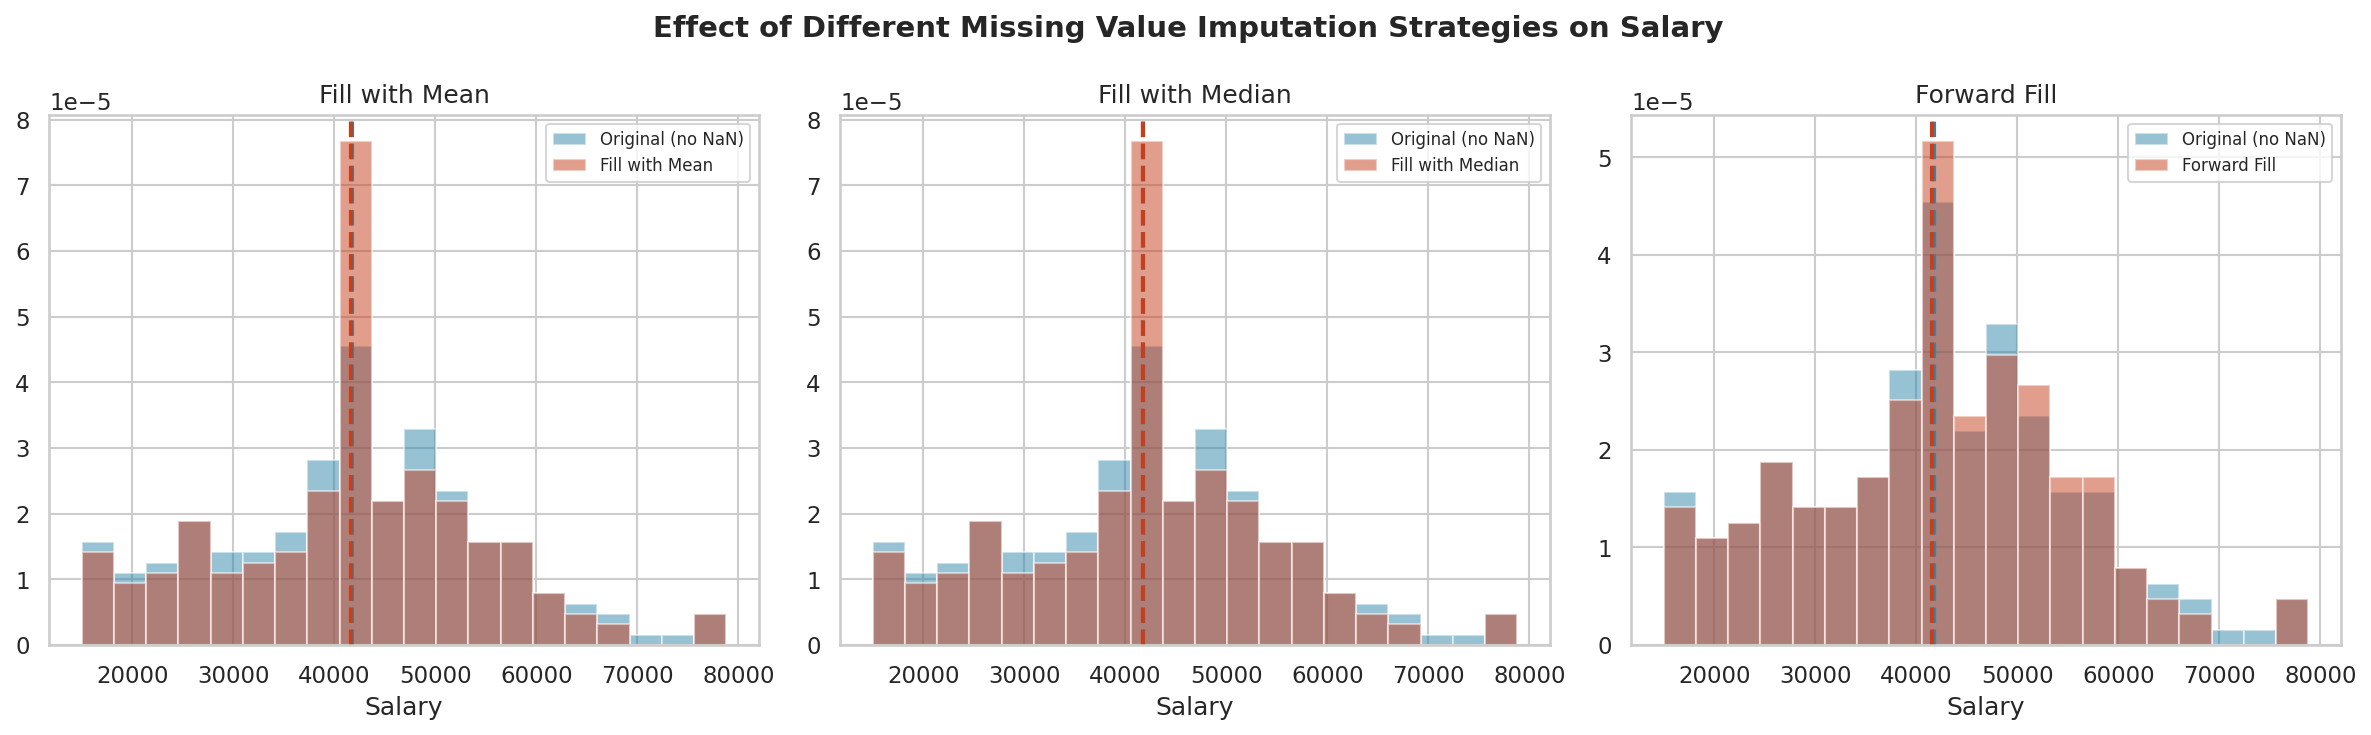 Effect of Different Missing Value Imputation Strategies on Salary
Fill with Mean
1e−5
8
7
6
5
4
3
2
1
0
Original (no NaN)
Fill with Mean
20000 30000 40000 50000 60000 70000 80000
Salary
Fill with Median
1e−5
8
7
6
5
4
3
2
1
0
Original (no NaN)
Fill with Median
20000 30000 40000 50000 60000 70000 80000
Salary
Forward Fill
1e−5
5
4
3
2
1
0
Original (no NaN)
Forward Fill
20000 30000 40000 50000 60000 70000 80000
Salary